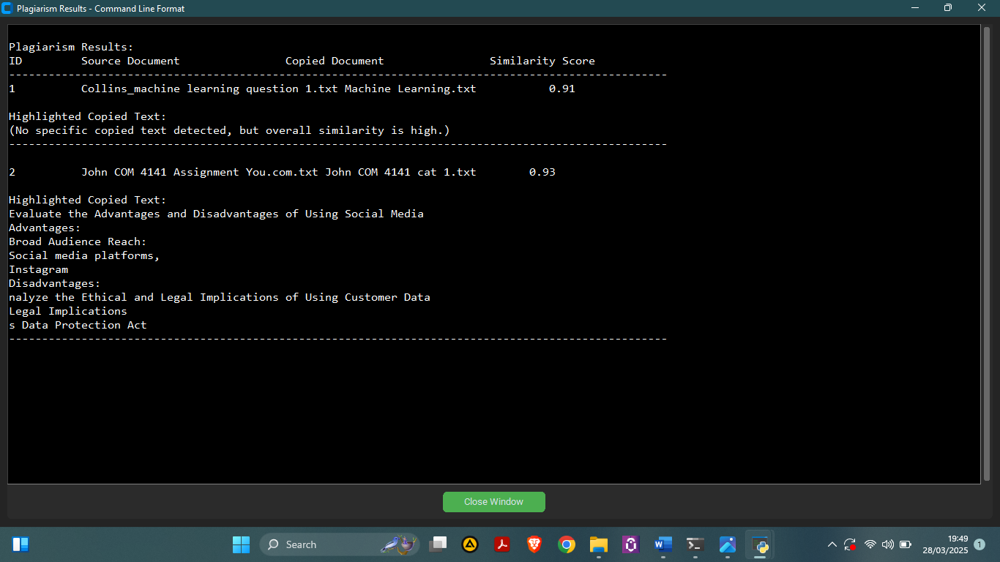 Plagiarism Results - Command Line Format
Plagiarism Results:
ID Source Document Copied Document Similarity Score
----------------------------------------------------------------------------------------------------
1 Collins_machine learning question 1.txt Machine Learning.txt 0.91
Highlighted Copied Text:
(No specific copied text detected, but overall similarity is high.)
----------------------------------------------------------------------------------------------------
2 John COM 4141 Assignment You.com.txt John COM 4141 cat 1.txt 0.93
Highlighted Copied Text:
Evaluate the Advantages and Disadvantages of Using Social Media
Advantages:
Broad Audience Reach:
Social media platforms,
Instagram
Disadvantages:
nalyze the Ethical and Legal Implications of Using Customer Data
Legal Implications
s Data Protection Act
----------------------------------------------------------------------------------------------------
Close Window
Search
19:49
28/03/2025
1